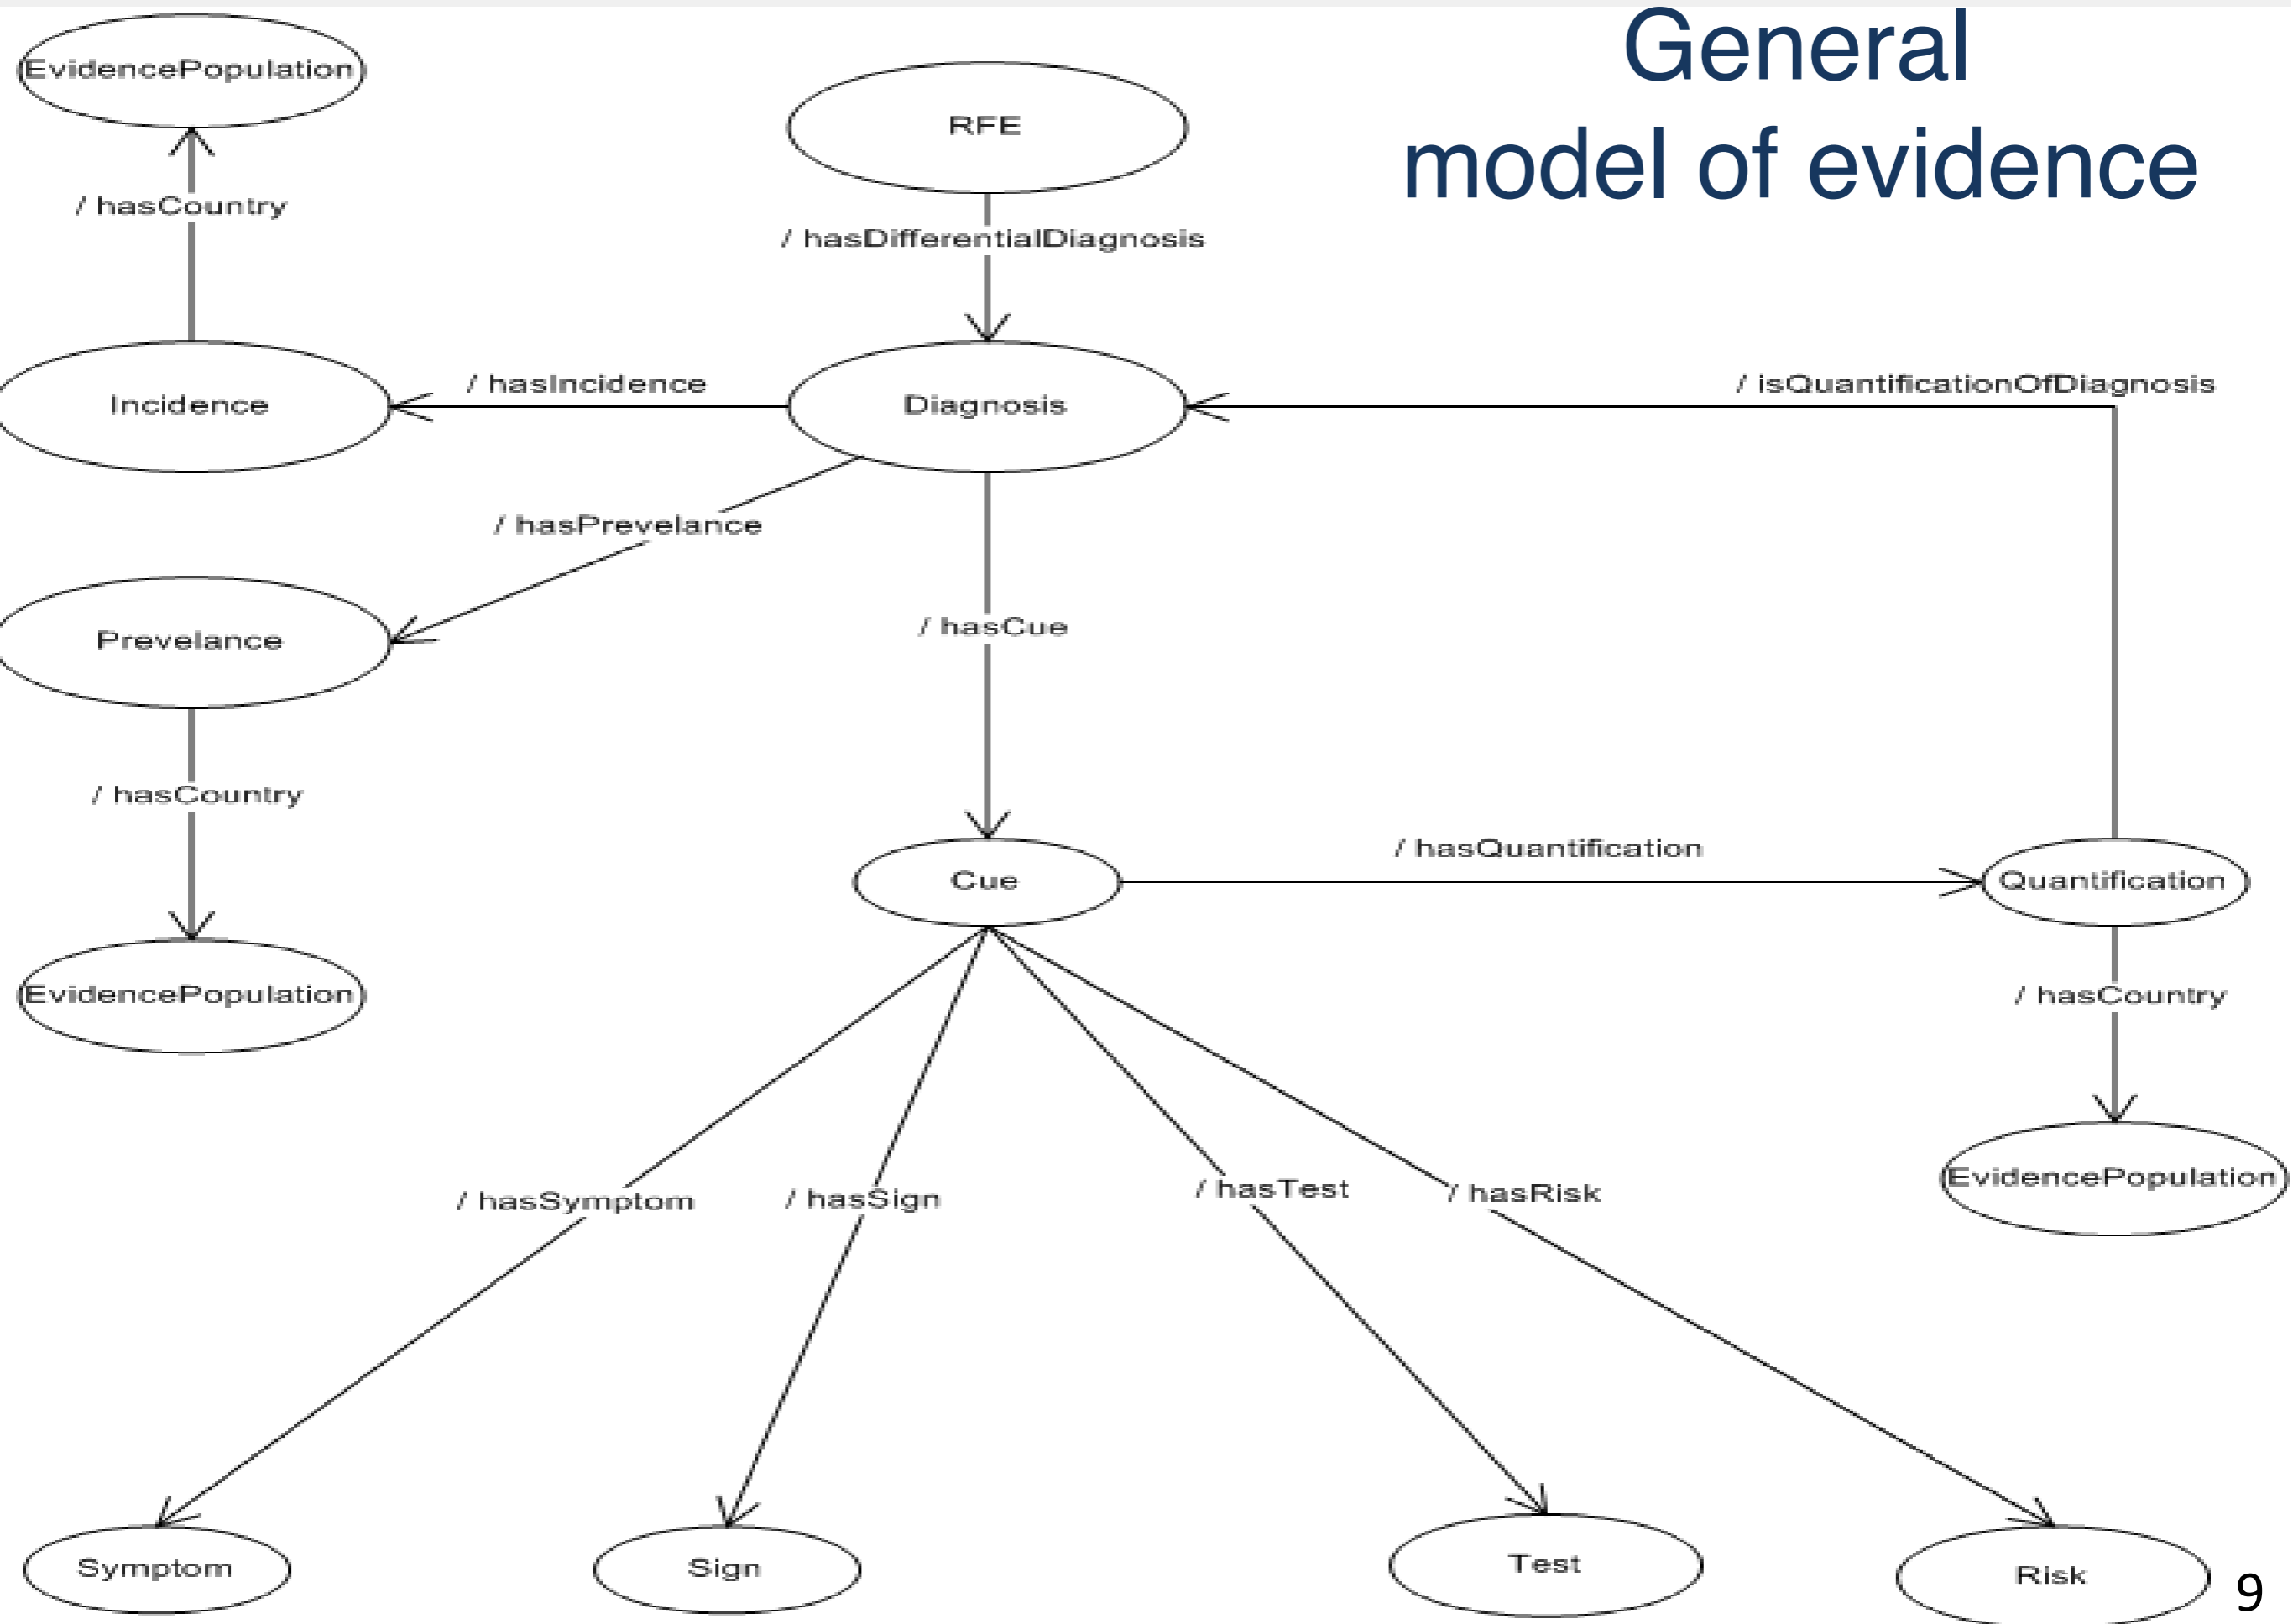 General
model of evidence
EvidencePopulation
RFE
/ hasCountry
/ hasDifferentialDiagnosis
/ hasIncidence
/ isQuantificationOfDiagnosis
Incidence
Diagnosis
/ hasPrevelance
/ hasCue
Prevelance
/ hasCountry
/ hasQuantification
Cue
Quantification
EvidencePopulation
/ hasCountry
EvidencePopulation
/ hasSymptom
/ hasSign
/ hasTest
/ hasRisk
Symptom
Sign
Test
Risk
9